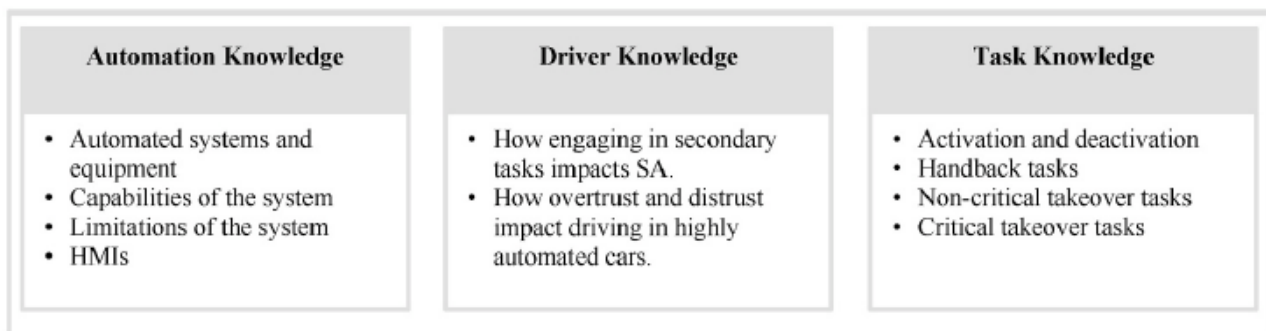 Automation Knowledge
• Automated systems and
equipment
• Capabilities of the system
• Limitations of the system
• HMIs
Driver Knowledge
• How engaging in secondary
tasks impacts SA.
• How overtrust and distrust
impact driving in highly
automated cars.
Task Knowledge
• Activation and deactivation
• Handback tasks
• Non-critical takeover tasks
• Critical takeover tasks